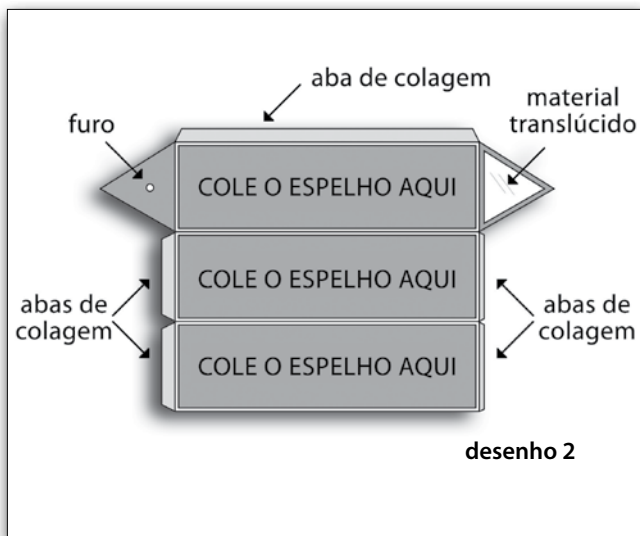 aba de colagem
furo
material
translúcido
COLE O ESPELHO AQUI
COLE O ESPELHO AQUI
abas de
colagem
abas de
colagem
COLE O ESPELHO AQUI
desenho 2